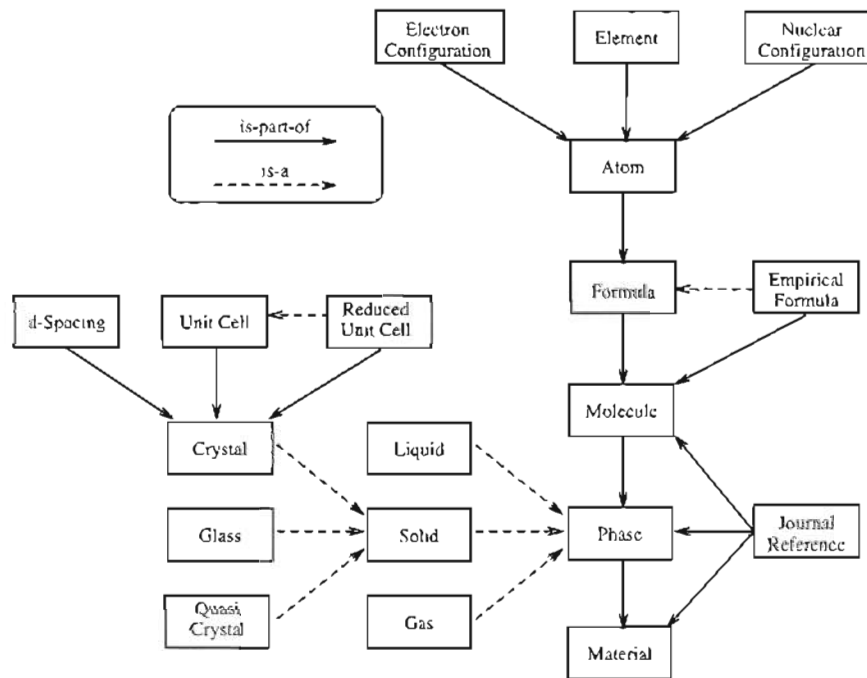 Electron
Configuration
Element
Nuclear
Configuration
is-part-of
is-a
Atom
Formula
Empirical
Formula
d-Spacing
Unit Cell
Reduced
Unit Cell
Molecule
Crystal
Liquid
Glass
Solid
Phase
Journal
Reference
Quasi
Crystal
Gas
Material